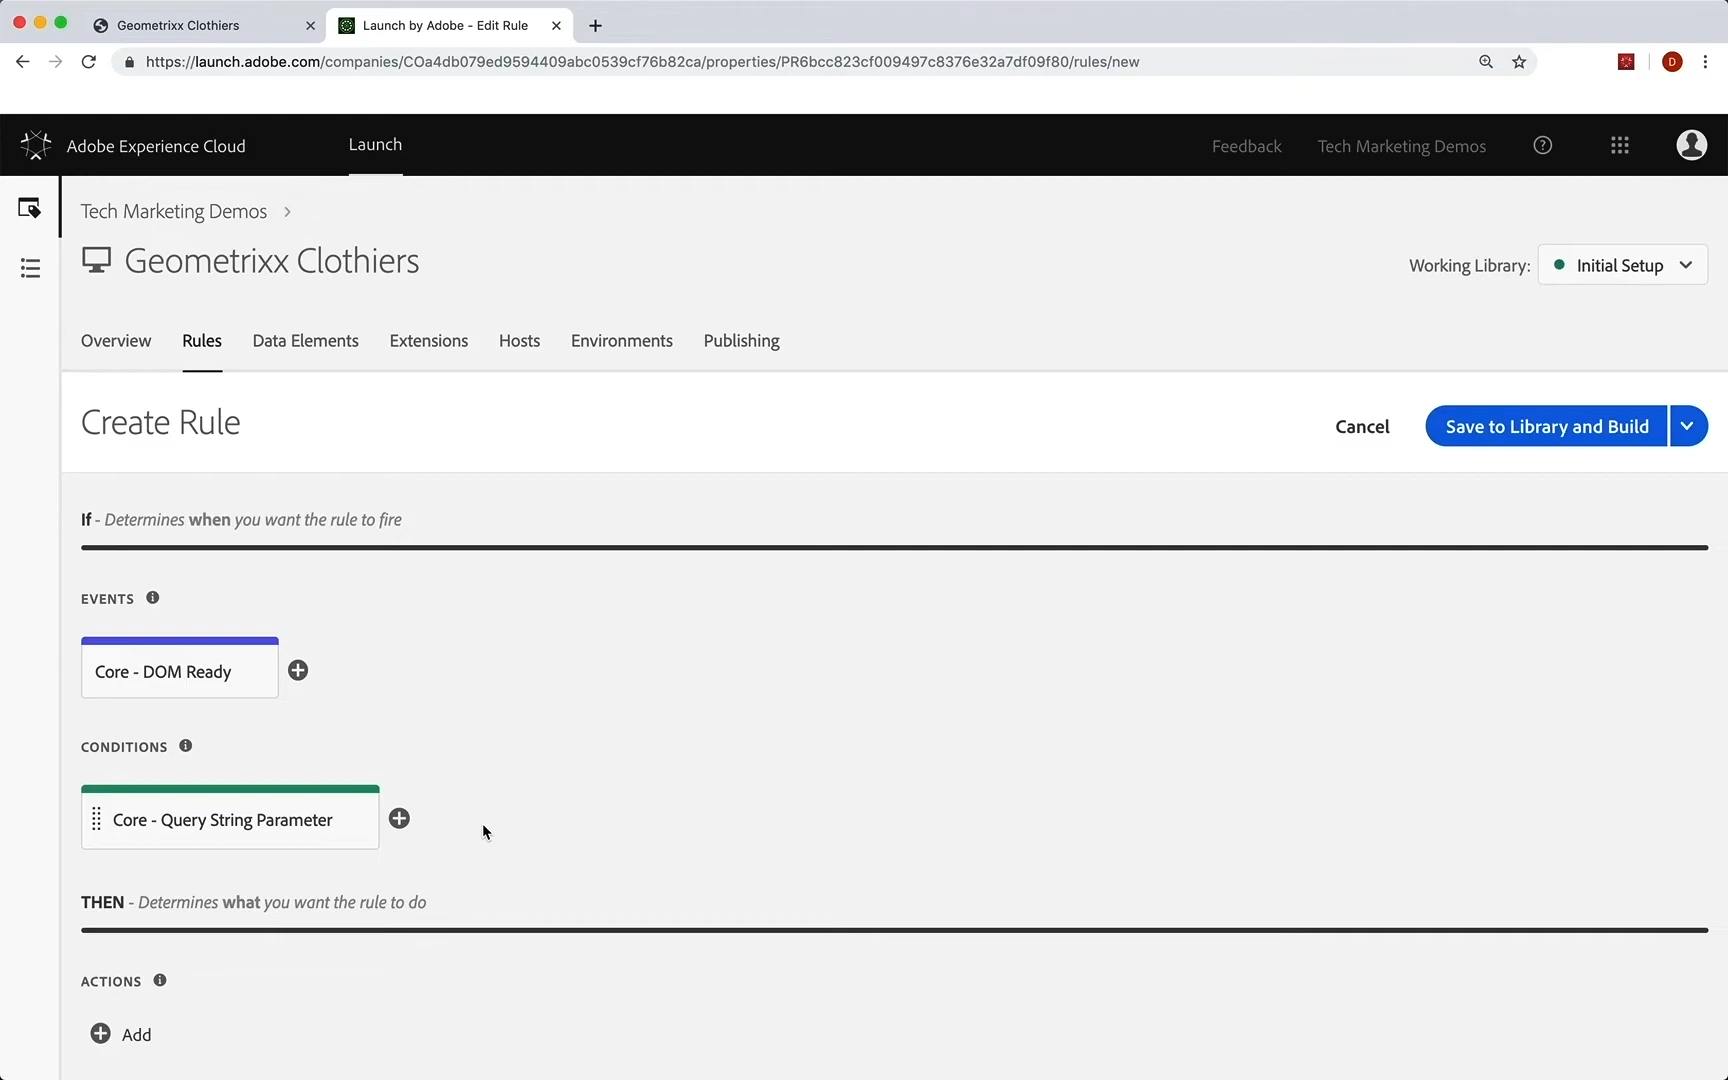 Geometrixx Clothiers
Launch by Adobe - Edit Rule
https://launch.adobe.com/companies/COa4db079ed9594409abc0539cf76b82ca/properties/PR6bcc823cf009497c8376e32a7df09f80/rules/new
D
Adobe Experience Cloud
Launch
Feedback
Tech Marketing Demos
Tech Marketing Demos
Geometrixx Clothiers
Working Library:
Initial Setup
Overview
Rules
Data Elements
Extensions
Hosts
Environments
Publishing
Create Rule
Cancel
Save to Library and Build
If - Determines when you want the rule to fire
EVENTS
Core - DOM Ready
CONDITIONS
Core - Query String Parameter
THEN - Determines what you want the rule to do
ACTIONS
Add